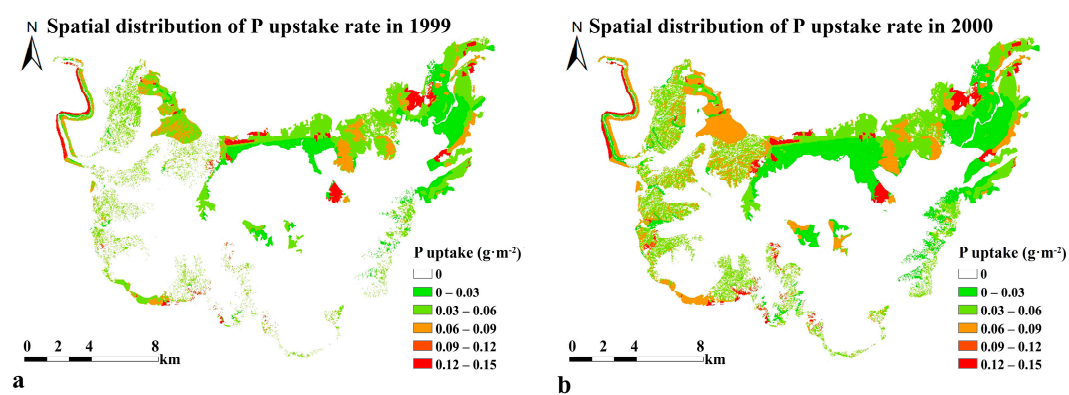 N Spatial distribution of P upstake rate in 1999
P uptake (g·m⁻²)
0
0 – 0.03
0.03 – 0.06
0.06 – 0.09
0.09 – 0.12
0.12 – 0.15
0 2 4 8
km
a
N Spatial distribution of P upstake rate in 2000
P uptake (g·m⁻²)
0
0 – 0.03
0.03 – 0.06
0.06 – 0.09
0.09 – 0.12
0.12 – 0.15
0 2 4 8
km
b